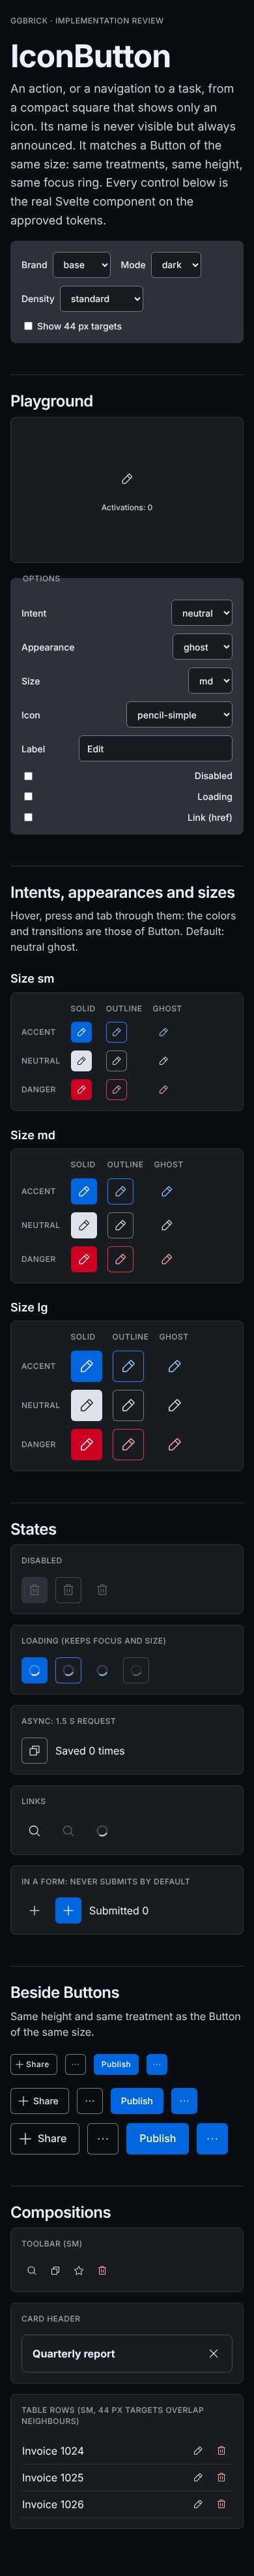 GGBRICK · IMPLEMENTATION REVIEW
IconButton
An action, or a navigation to a task, from
a compact square that shows only an
icon. Its name is never visible but always
announced. It matches a Button of the
same size: same treatments, same height,
same focus ring. Every control below is
the real Svelte component on the
approved tokens.
Brand base Mode dark
Density standard
Show 44 px targets
Playground
Activations: 0
OPTIONS
Intent neutral
Appearance ghost
Size md
Icon pencil-simple
Label Edit
Disabled
Loading
Link (href)
Intents, appearances and sizes
Hover, press and tab through them: the colors
and transitions are those of Button. Default:
neutral ghost.
Size sm
SOLID OUTLINE GHOST
ACCENT
NEUTRAL
DANGER
Size md
SOLID OUTLINE GHOST
ACCENT
NEUTRAL
DANGER
Size lg
SOLID OUTLINE GHOST
ACCENT
NEUTRAL
DANGER
States
DISABLED
LOADING (KEEPS FOCUS AND SIZE)
ASYNC: 1.5 S REQUEST
Saved 0 times
LINKS
IN A FORM: NEVER SUBMITS BY DEFAULT
Submitted 0
Beside Buttons
Same height and same treatment as the Button
of the same size.
Share Publish
Share Publish
Share Publish
Compositions
TOOLBAR (SM)
CARD HEADER
Quarterly report
TABLE ROWS (SM, 44 PX TARGETS OVERLAP
NEIGHBOURS)
Invoice 1024
Invoice 1025
Invoice 1026